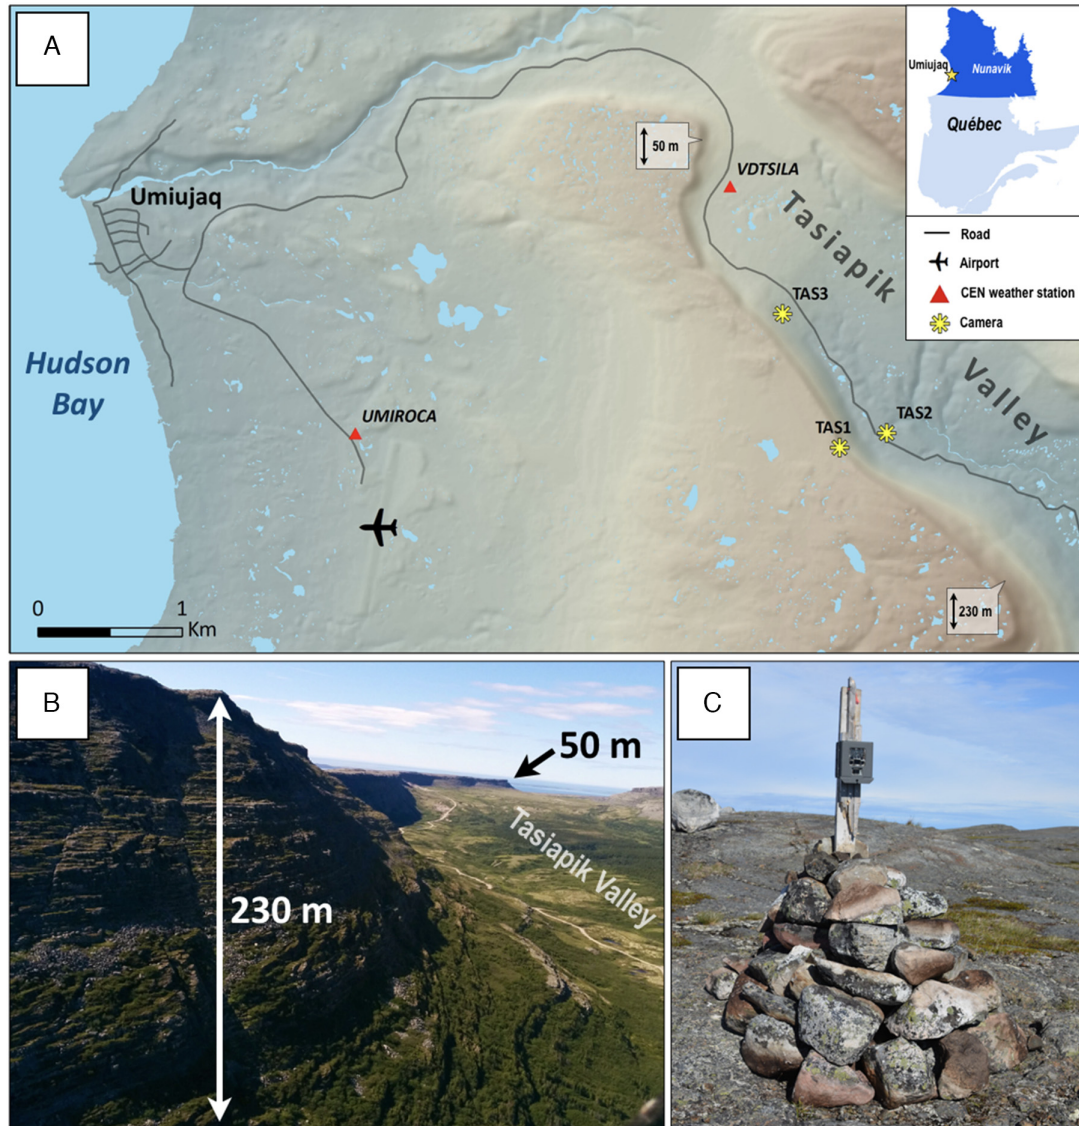 A
Umiujaq
Nunavik
Québec
Road
Airport
CEN weather station
Camera
50 m
VDTSILA
Tasiapik
Valley
Umiujaq
TAS3
Hudson
Bay
UMIROCA
TAS1
TAS2
230 m
0 1
Km
B
50 m
Tasiapik Valley
230 m
C